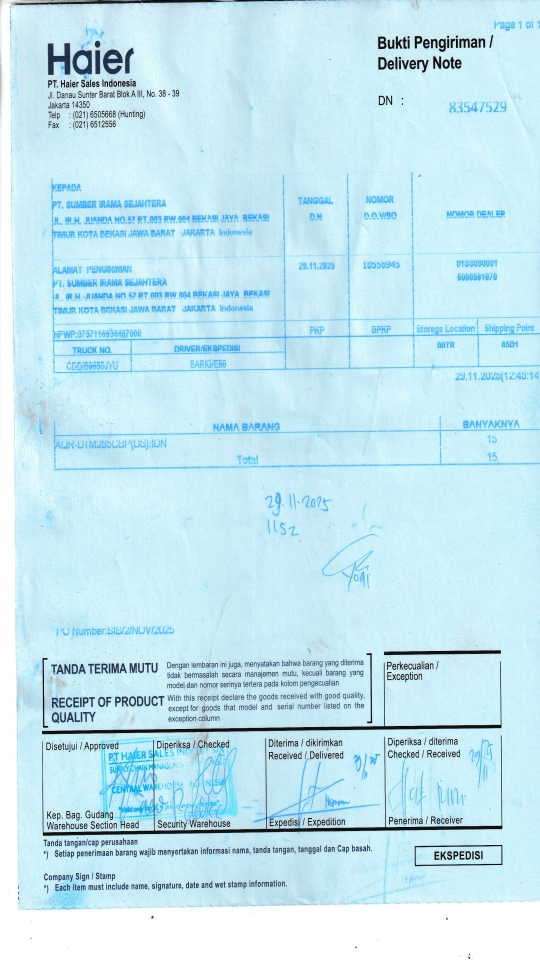 Page 1 of 1
Haier
Bukti Pengiriman /
Delivery Note
PT. Haier Sales Indonesia
Jl. Danau Sunter Barat Blok A III, No. 38 - 39
Jakarta 14350
Telp : (021) 6505668 (Hunting)
Fax : (021) 6512556
DN : 83547529
KEPADA
PT. SUMBER IRAMA SEJAHTERA
JL. IR.H. JUANDA NO.57 RT.003 RW.004 BEKASI JAYA BEKASI
TIMUR KOTA BEKASI JAWA BARAT JAKARTA Indonesia
TANGGAL
D.N
NOMOR
D.O.V/SO
NOMOR DEALER
ALAMAT PENGIRIMAN
PT. SUMBER IRAMA SEJAHTERA
JL. IR.H. JUANDA NO.57 RT 003 RW.004 BEKASI JAYA BEKASI
TIMUR KOTA BEKASI JAWA BARAT JAKARTA Indonesia
29.11.2025
PKP
BPKP
Storege Location
Shipping Point
TRUCK NO.
DRIVER/EKSPEDISI
29.11.2025(12:45:14
NAMA BARANG
BANYAKNYA
15
Total
15
29.11.2025
11.52
Yogi
PO Number:SIS/2/NOV/2025
TANDA TERIMA MUTU
Dengan lembaran ini juga, menyatakan bahwa barang yang diterima
tidak bermasalah secara manajemen mutu, kecuali barang yang
model,dan nomor serinya tertera pada kolom pengecualian
RECEIPT OF PRODUCT
QUALITY
With this receipt declare the goods received with good quality,
except for goods that model and serial number listed on the
exception column
Perkecualian /
Exception
Disetujui / Approved
Diperiksa / Checked
Diterima / dikirimkan
Received / Delivered
Diperiksa / diterima
Checked / Received
PT HAIER SALES
CENTRAL WAREHOUSE
Kep. Bag. Gudang
Warehouse Section Head
Security Warehouse
Expedisi / Expedition
Penerima / Receiver
Tanda tangan/cap perusahaan
*) Setiap penerimaan barang wajib menyertakan informasi nama, tanda tangan, tanggal dan Cap basah.
EKSPEDISI
Company Sign / Stamp
*) Each item must include name, signature, date and wet stamp information.